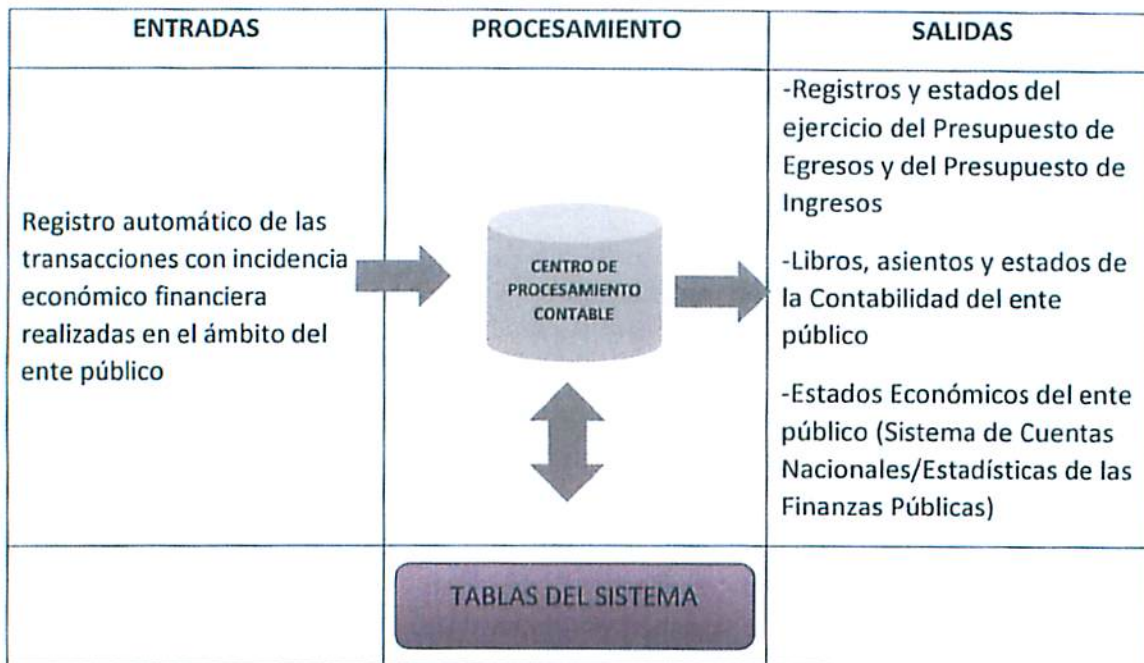 ENTRADAS
PROCESAMIENTO
SALIDAS
Registro automático de las
transacciones con incidencia
económico financiera
realizadas en el ámbito del
ente público
CENTRO DE
PROCESAMIENTO
CONTABLE
-Registros y estados del
ejercicio del Presupuesto de
Egresos y del Presupuesto de
Ingresos
-Libros, asientos y estados de
la Contabilidad del ente
público
-Estados Económicos del ente
público (Sistema de Cuentas
Nacionales/Estadísticas de las
Finanzas Públicas)
TABLAS DEL SISTEMA